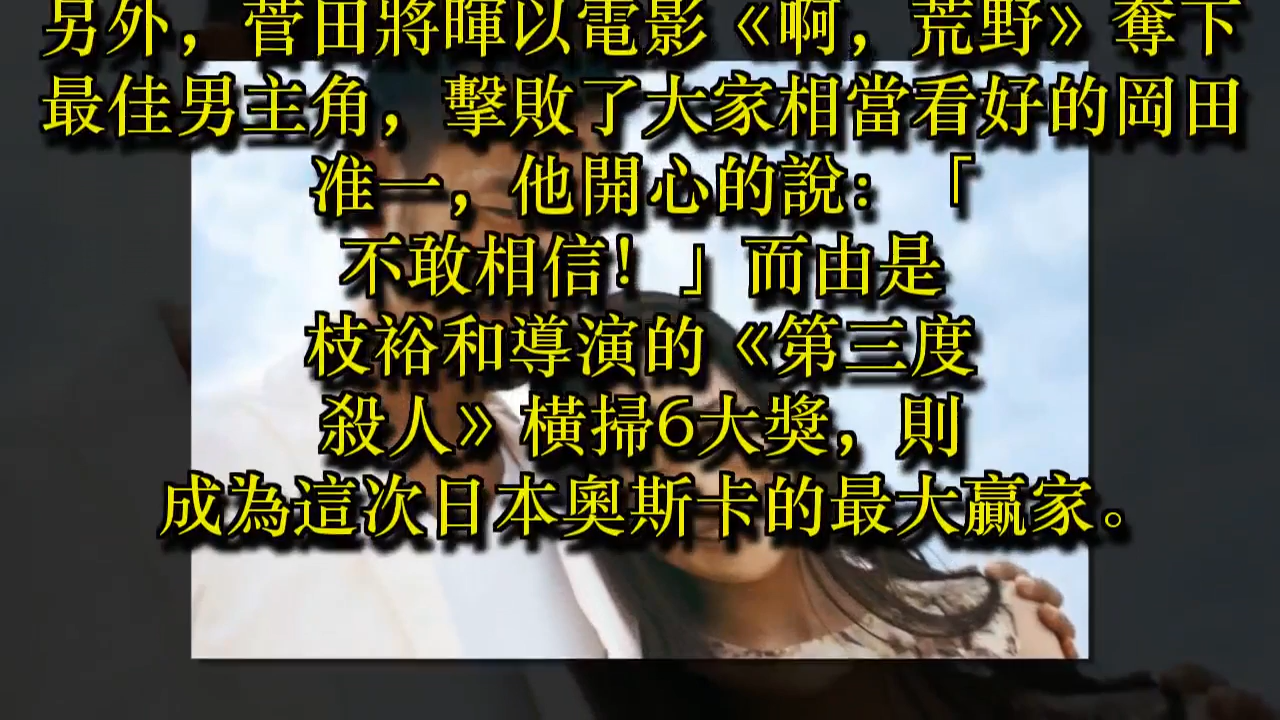 另外，菅田將暉以電影《啊，荒野》奪下
最佳男主角，擊敗了大家相當看好的岡田
准一，他開心的說：「
不敢相信！」而由是
枝裕和導演的《第三度
殺人》橫掃6大獎，則
成為這次日本奧斯卡的最大贏家。